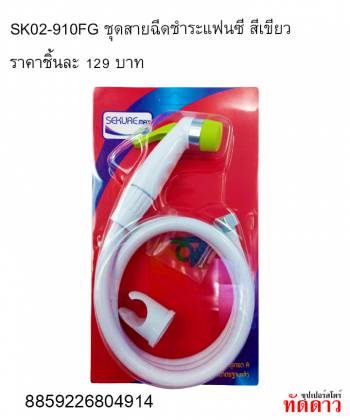 SK02-910FG ชุดสายฉีดชำระแฟนซี สีเขียว
ราคาชิ้นละ 129 บาท
SEKURE
8859226804914
ซุปเปอร์สโตร์
ทัดดาว